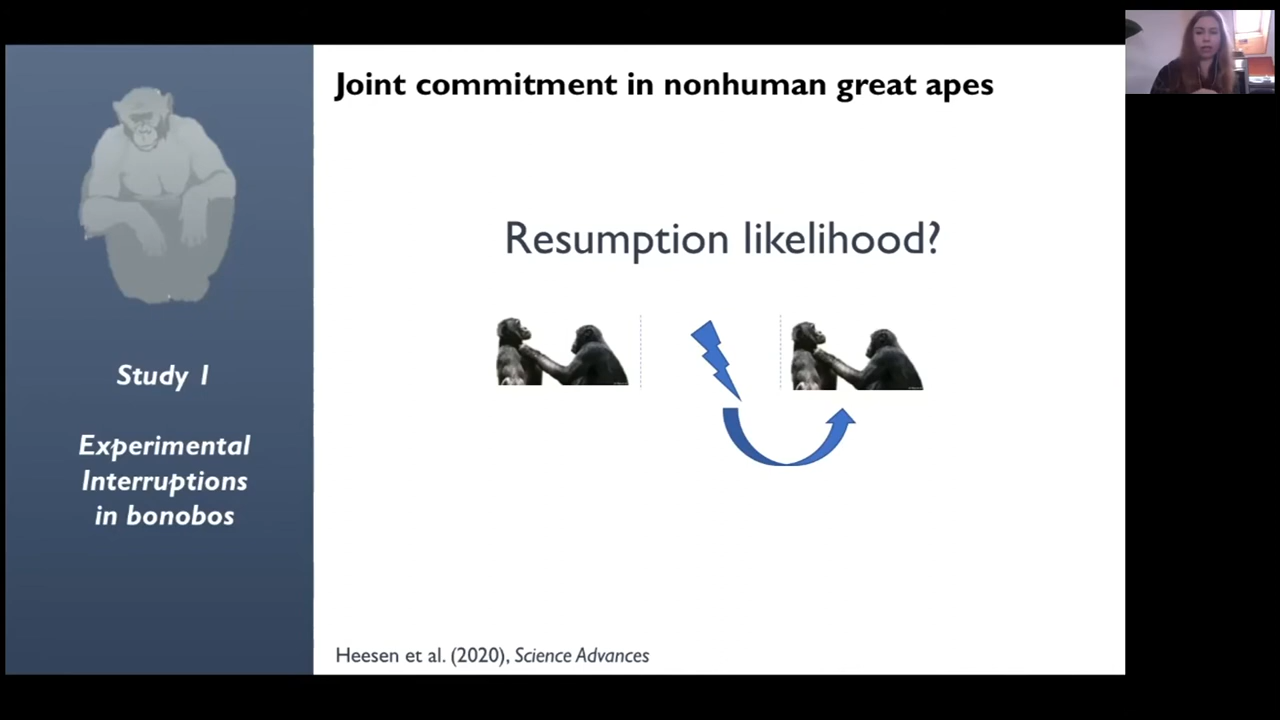 Joint commitment in nonhuman great apes
Resumption likelihood?
Study 1
Experimental
Interruptions
in bonobos
Heesen et al. (2020), Science Advances